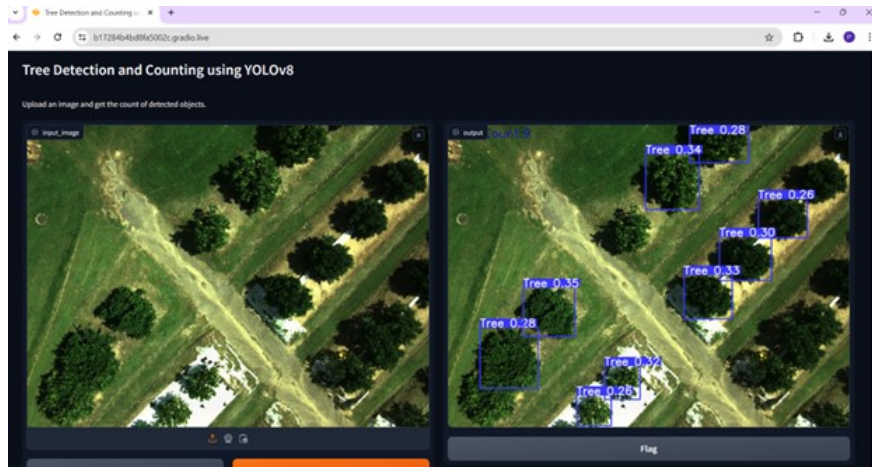 Tree Detection and Counting u
b17284b4bd8fa5002c.gradio.live
Tree Detection and Counting using YOLOv8
Upload an image and get the count of detected objects.
input_image
output
Count:9
Tree 0.28
Tree 0.34
Tree 0.26
Tree 0.30
Tree 0.33
Tree 0.35
Tree 0.28
Tree 0.32
Tree 0.26
Flag